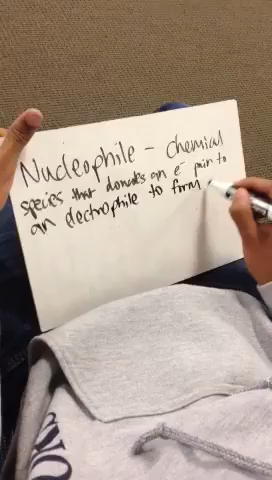 Nucleophile - Chemical
species that donates an e⁻ pair to
an electrophile to form